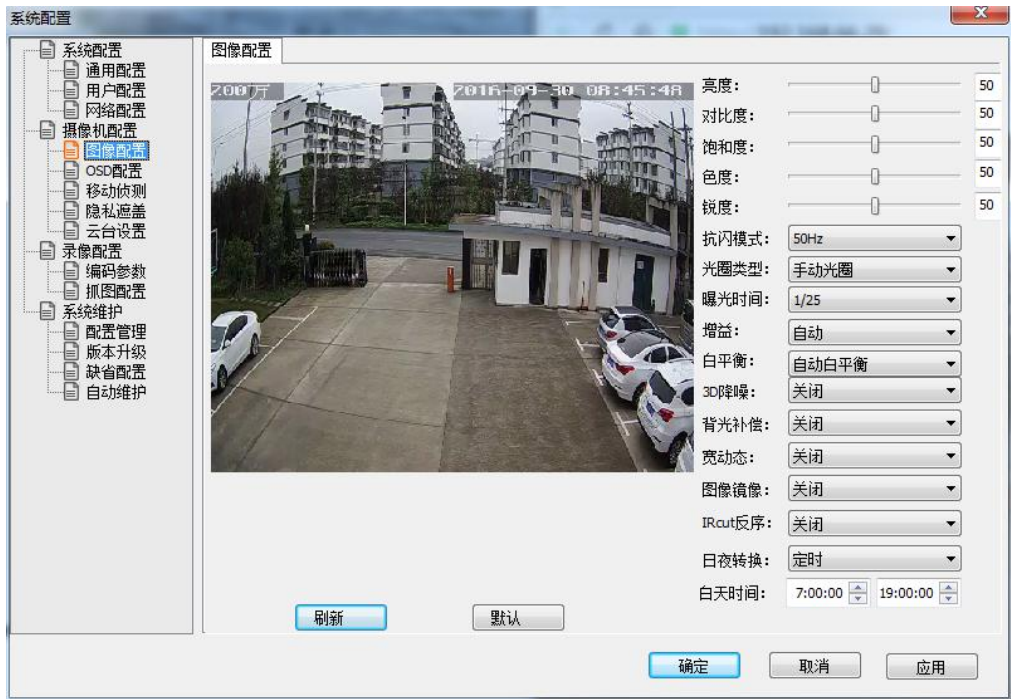 系统配置
X
系统配置
通用配置
用户配置
网络配置
摄像机配置
图像配置
OSD配置
移动侦测
隐私遮盖
云台设置
录像配置
编码参数
抓图配置
系统维护
配置管理
版本升级
缺省配置
自动维护
图像配置
200万
2016-09-30 08:45:48
亮度： 50
对比度： 50
饱和度： 50
色度： 50
锐度： 50
抗闪模式： 50Hz
光圈类型： 手动光圈
曝光时间： 1/25
增益： 自动
白平衡： 自动白平衡
3D降噪： 关闭
背光补偿： 关闭
宽动态： 关闭
图像镜像： 关闭
IRcut反序： 关闭
日夜转换： 定时
白天时间： 7:00:00 19:00:00
刷新 默认
确定 取消 应用